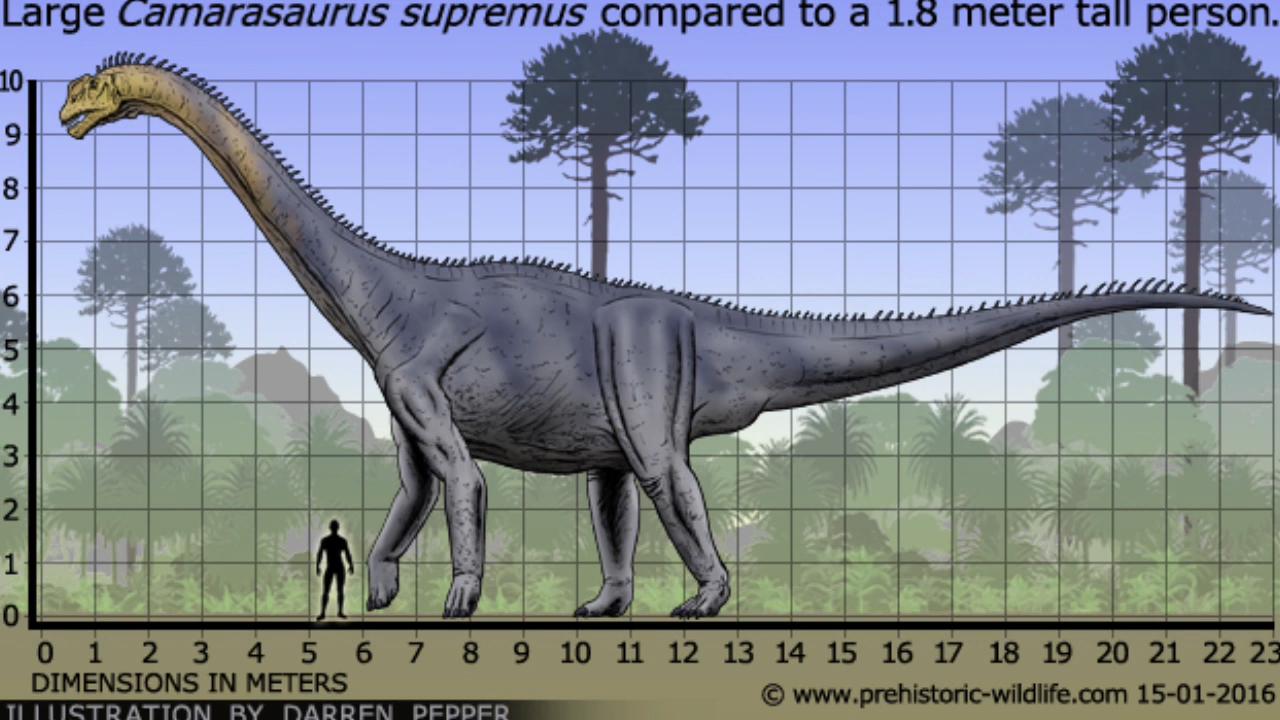 Large Camarasaurus supremus compared to a 1.8 meter tall person.
10
9
8
7
6
5
4
3
2
1
0
0 1 2 3 4 5 6 7 8 9 10 11 12 13 14 15 16 17 18 19 20 21 22 23
DIMENSIONS IN METERS
© www.prehistoric-wildlife.com 15-01-2016
ILLUSTRATION BY DARREN PEPPER